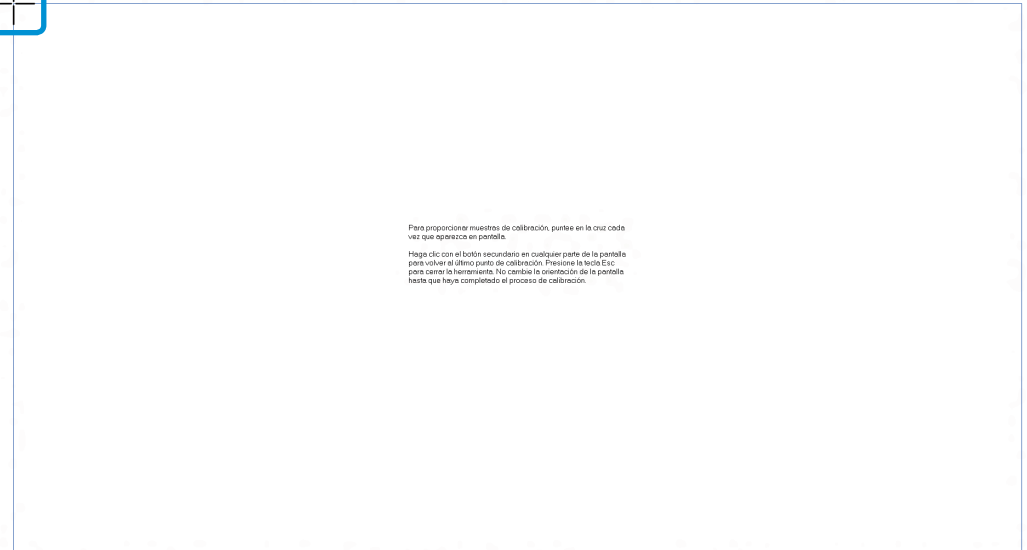 Para proporcionar muestras de calibración, puntee en la cruz cada
vez que aparezca en pantalla.
Haga clic con el botón secundario en cualquier parte de la pantalla
para volver al último punto de calibración. Presione la tecla Esc
para cerrar la herramienta. No cambie la orientación de la pantalla
hasta que haya completado el proceso de calibración.